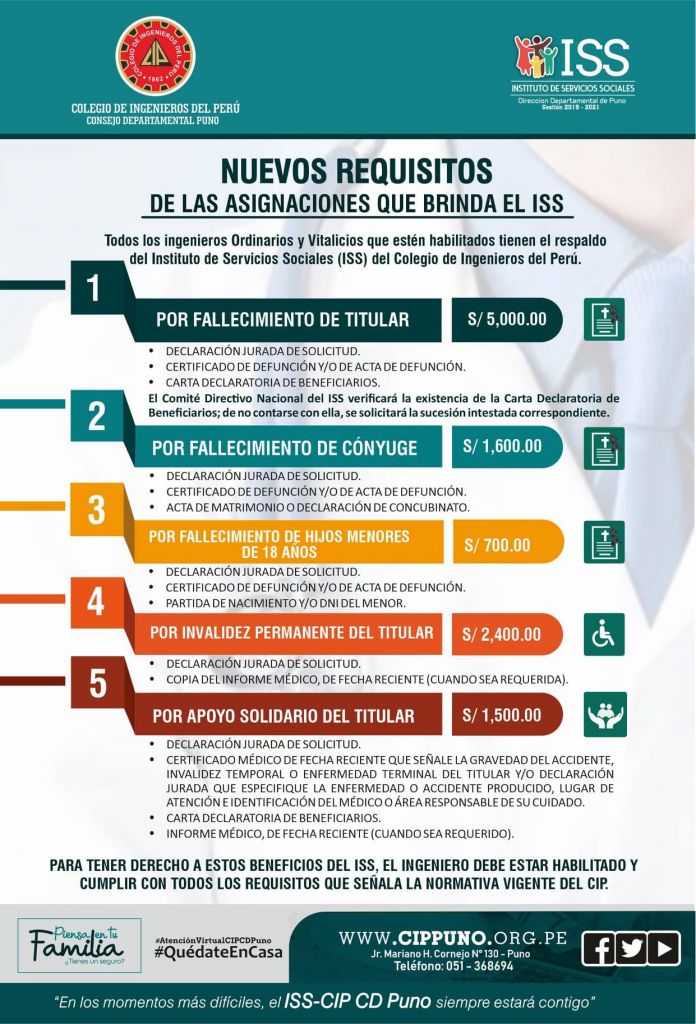 COLEGIO DE INGENIEROS DEL PERÚ
CIP
1962
COLEGIO DE INGENIEROS DEL PERÚ
CONSEJO DEPARTAMENTAL PUNO
ISS
INSTITUTO DE SERVICIOS SOCIALES
Direccion Departamental de Puno
Gestión 2019 - 2021
NUEVOS REQUISITOS
DE LAS ASIGNACIONES QUE BRINDA EL ISS
Todos los ingenieros Ordinarios y Vitalicios que estén habilitados tienen el respaldo
del Instituto de Servicios Sociales (ISS) del Colegio de Ingenieros del Perú.
1
POR FALLECIMIENTO DE TITULAR S/ 5,000.00
• DECLARACIÓN JURADA DE SOLICITUD.
• CERTIFICADO DE DEFUNCIÓN Y/O DE ACTA DE DEFUNCIÓN.
• CARTA DECLARATORIA DE BENEFICIARIOS.
El Comité Directivo Nacional del ISS verificará la existencia de la Carta Declaratoria de
Beneficiarios; de no contarse con ella, se solicitará la sucesión intestada correspondiente.
2
POR FALLECIMIENTO DE CÓNYUGE S/ 1,600.00
• DECLARACIÓN JURADA DE SOLICITUD.
• CERTIFICADO DE DEFUNCIÓN Y/O DE ACTA DE DEFUNCIÓN.
• ACTA DE MATRIMONIO O DECLARACIÓN DE CONCUBINATO.
3
POR FALLECIMIENTO DE HIJOS MENORES
DE 18 AÑOS
S/ 700.00
• DECLARACIÓN JURADA DE SOLICITUD.
• CERTIFICADO DE DEFUNCIÓN Y/O DE ACTA DE DEFUNCIÓN.
• PARTIDA DE NACIMIENTO Y/O DNI DEL MENOR.
4
POR INVALIDEZ PERMANENTE DEL TITULAR S/ 2,400.00
• DECLARACIÓN JURADA DE SOLICITUD.
• COPIA DEL INFORME MÉDICO, DE FECHA RECIENTE (CUANDO SEA REQUERIDA).
5
POR APOYO SOLIDARIO DEL TITULAR S/ 1,500.00
• DECLARACIÓN JURADA DE SOLICITUD.
• CERTIFICADO MÉDICO DE FECHA RECIENTE QUE SEÑALE LA GRAVEDAD DEL ACCIDENTE,
INVALIDEZ TEMPORAL O ENFERMEDAD TERMINAL DEL TITULAR Y/O DECLARACIÓN
JURADA QUE ESPECIFIQUE LA ENFERMEDAD O ACCIDENTE PRODUCIDO, LUGAR DE
ATENCIÓN E IDENTIFICACIÓN DEL MÉDICO O ÁREA RESPONSABLE DE SU CUIDADO.
• CARTA DECLARATORIA DE BENEFICIARIOS.
• INFORME MÉDICO, DE FECHA RECIENTE (CUANDO SEA REQUERIDO).
PARA TENER DERECHO A ESTOS BENEFICIOS DEL ISS, EL INGENIERO DEBE ESTAR HABILITADO Y
CUMPLIR CON TODOS LOS REQUISITOS QUE SEÑALA LA NORMATIVA VIGENTE DEL CIP.
Piensa en tu
Familia
¿Tienes un seguro?
#AtenciónVirtualCIPCDPuno
#QuédateEnCasa
WWW.CIPPUNO.ORG.PE
Jr. Mariano H. Cornejo N° 130 - Puno
Teléfono: 051 - 368694
"En los momentos más difíciles, el ISS-CIP CD Puno siempre estará contigo"